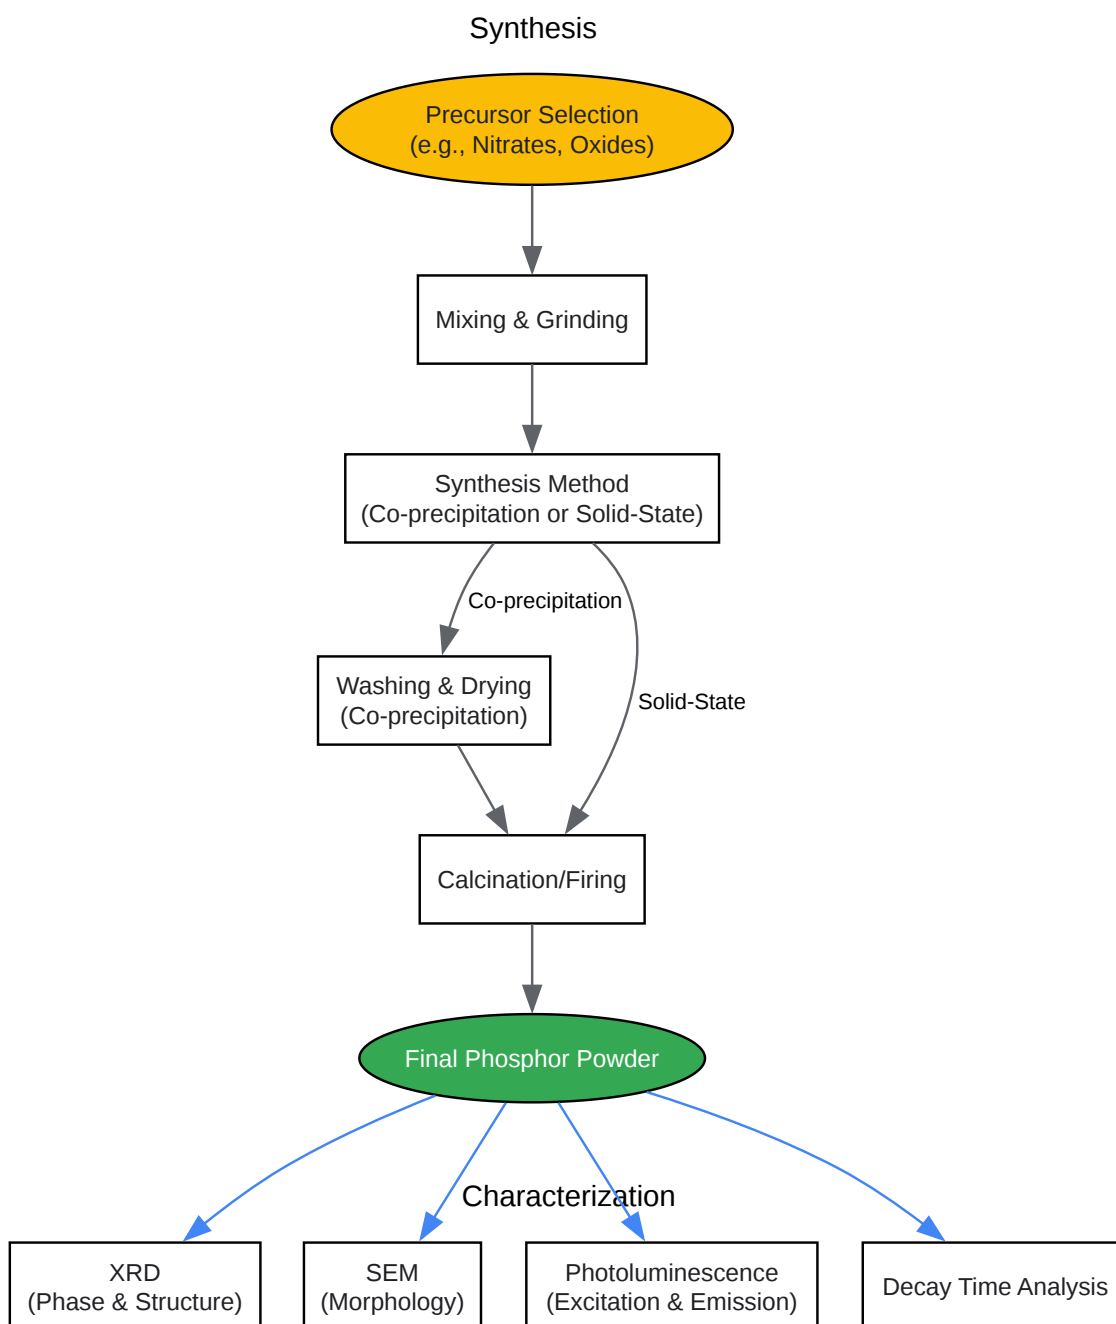 Synthesis
Precursor Selection
(e.g., Nitrates, Oxides)
Mixing & Grinding
Synthesis Method
(Co-precipitation or Solid-State)
Co-precipitation
Washing & Drying
(Co-precipitation)
Solid-State
Calcination/Firing
Final Phosphor Powder
Characterization
XRD
(Phase & Structure)
SEM
(Morphology)
Photoluminescence
(Excitation & Emission)
Decay Time Analysis